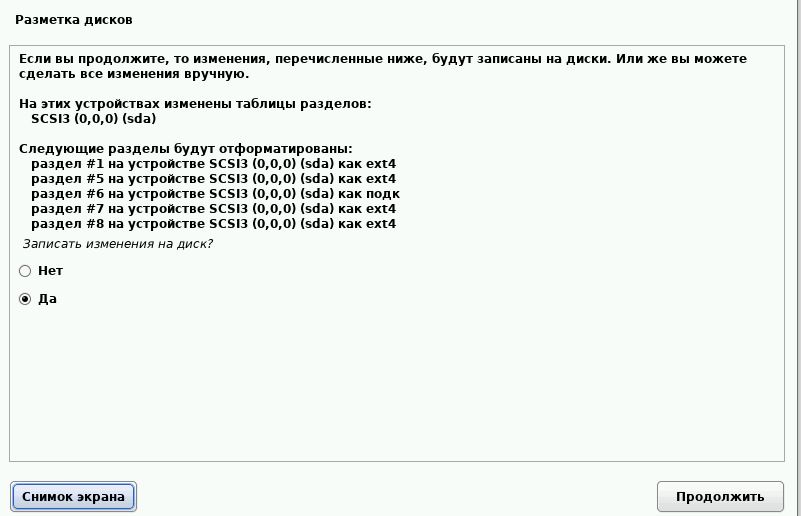 Разметка дисков
Если вы продолжите, то изменения, перечисленные ниже, будут записаны на диски. Или же вы можете
сделать все изменения вручную.
На этих устройствах изменены таблицы разделов:
SCSI3 (0,0,0) (sda)
Следующие разделы будут отформатированы:
раздел #1 на устройстве SCSI3 (0,0,0) (sda) как ext4
раздел #5 на устройстве SCSI3 (0,0,0) (sda) как ext4
раздел #6 на устройстве SCSI3 (0,0,0) (sda) как подк
раздел #7 на устройстве SCSI3 (0,0,0) (sda) как ext4
раздел #8 на устройстве SCSI3 (0,0,0) (sda) как ext4
Записать изменения на диск?
Нет
Да
Снимок экрана
Продолжить